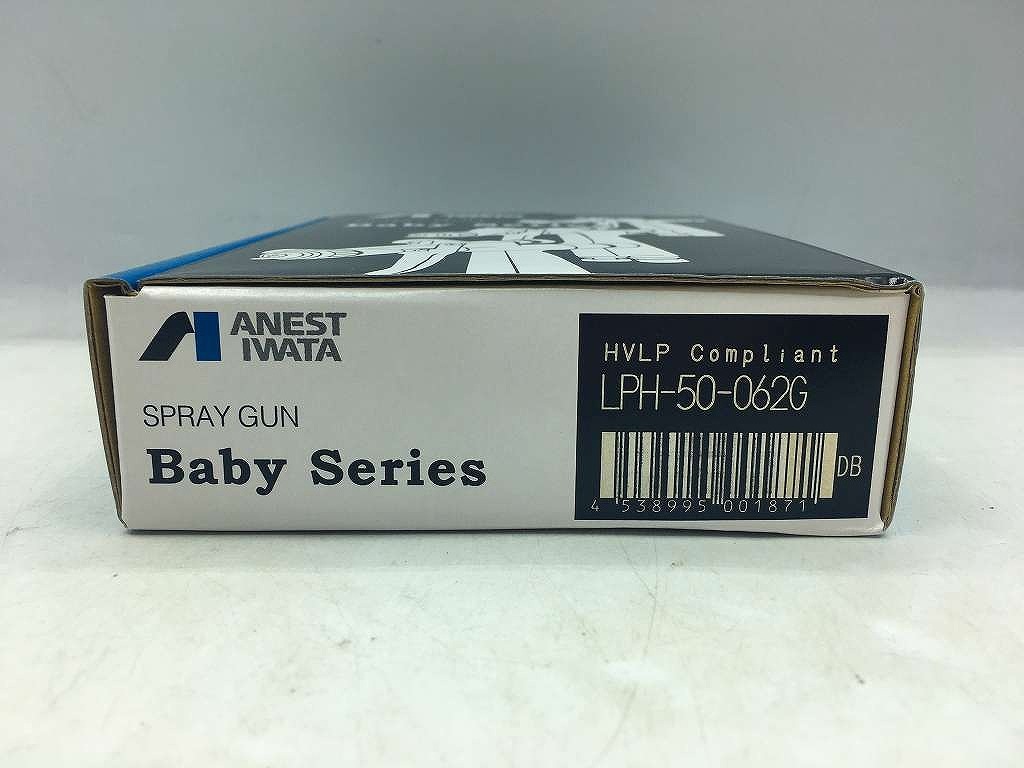 ANEST
IWATA
SPRAY GUN
Baby Series
HVLP Compliant
LPH-50-062G
DB
4 538995 001871